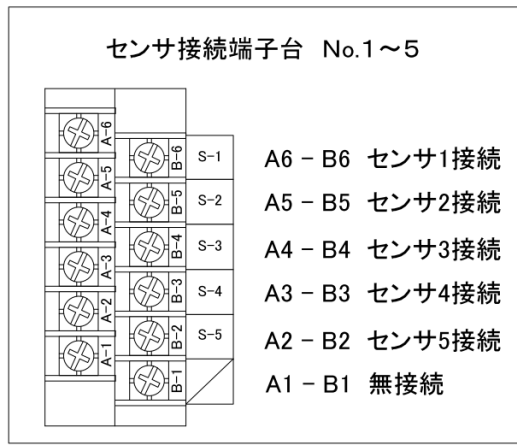 センサ接続端子台 No.1～5
A-6
A-5
A-4
A-3
A-2
A-1
B-6
B-5
B-4
B-3
B-2
B-1
S-1
S-2
S-3
S-4
S-5
A6 - B6 センサ1接続
A5 - B5 センサ2接続
A4 - B4 センサ3接続
A3 - B3 センサ4接続
A2 - B2 センサ5接続
A1 - B1 無接続